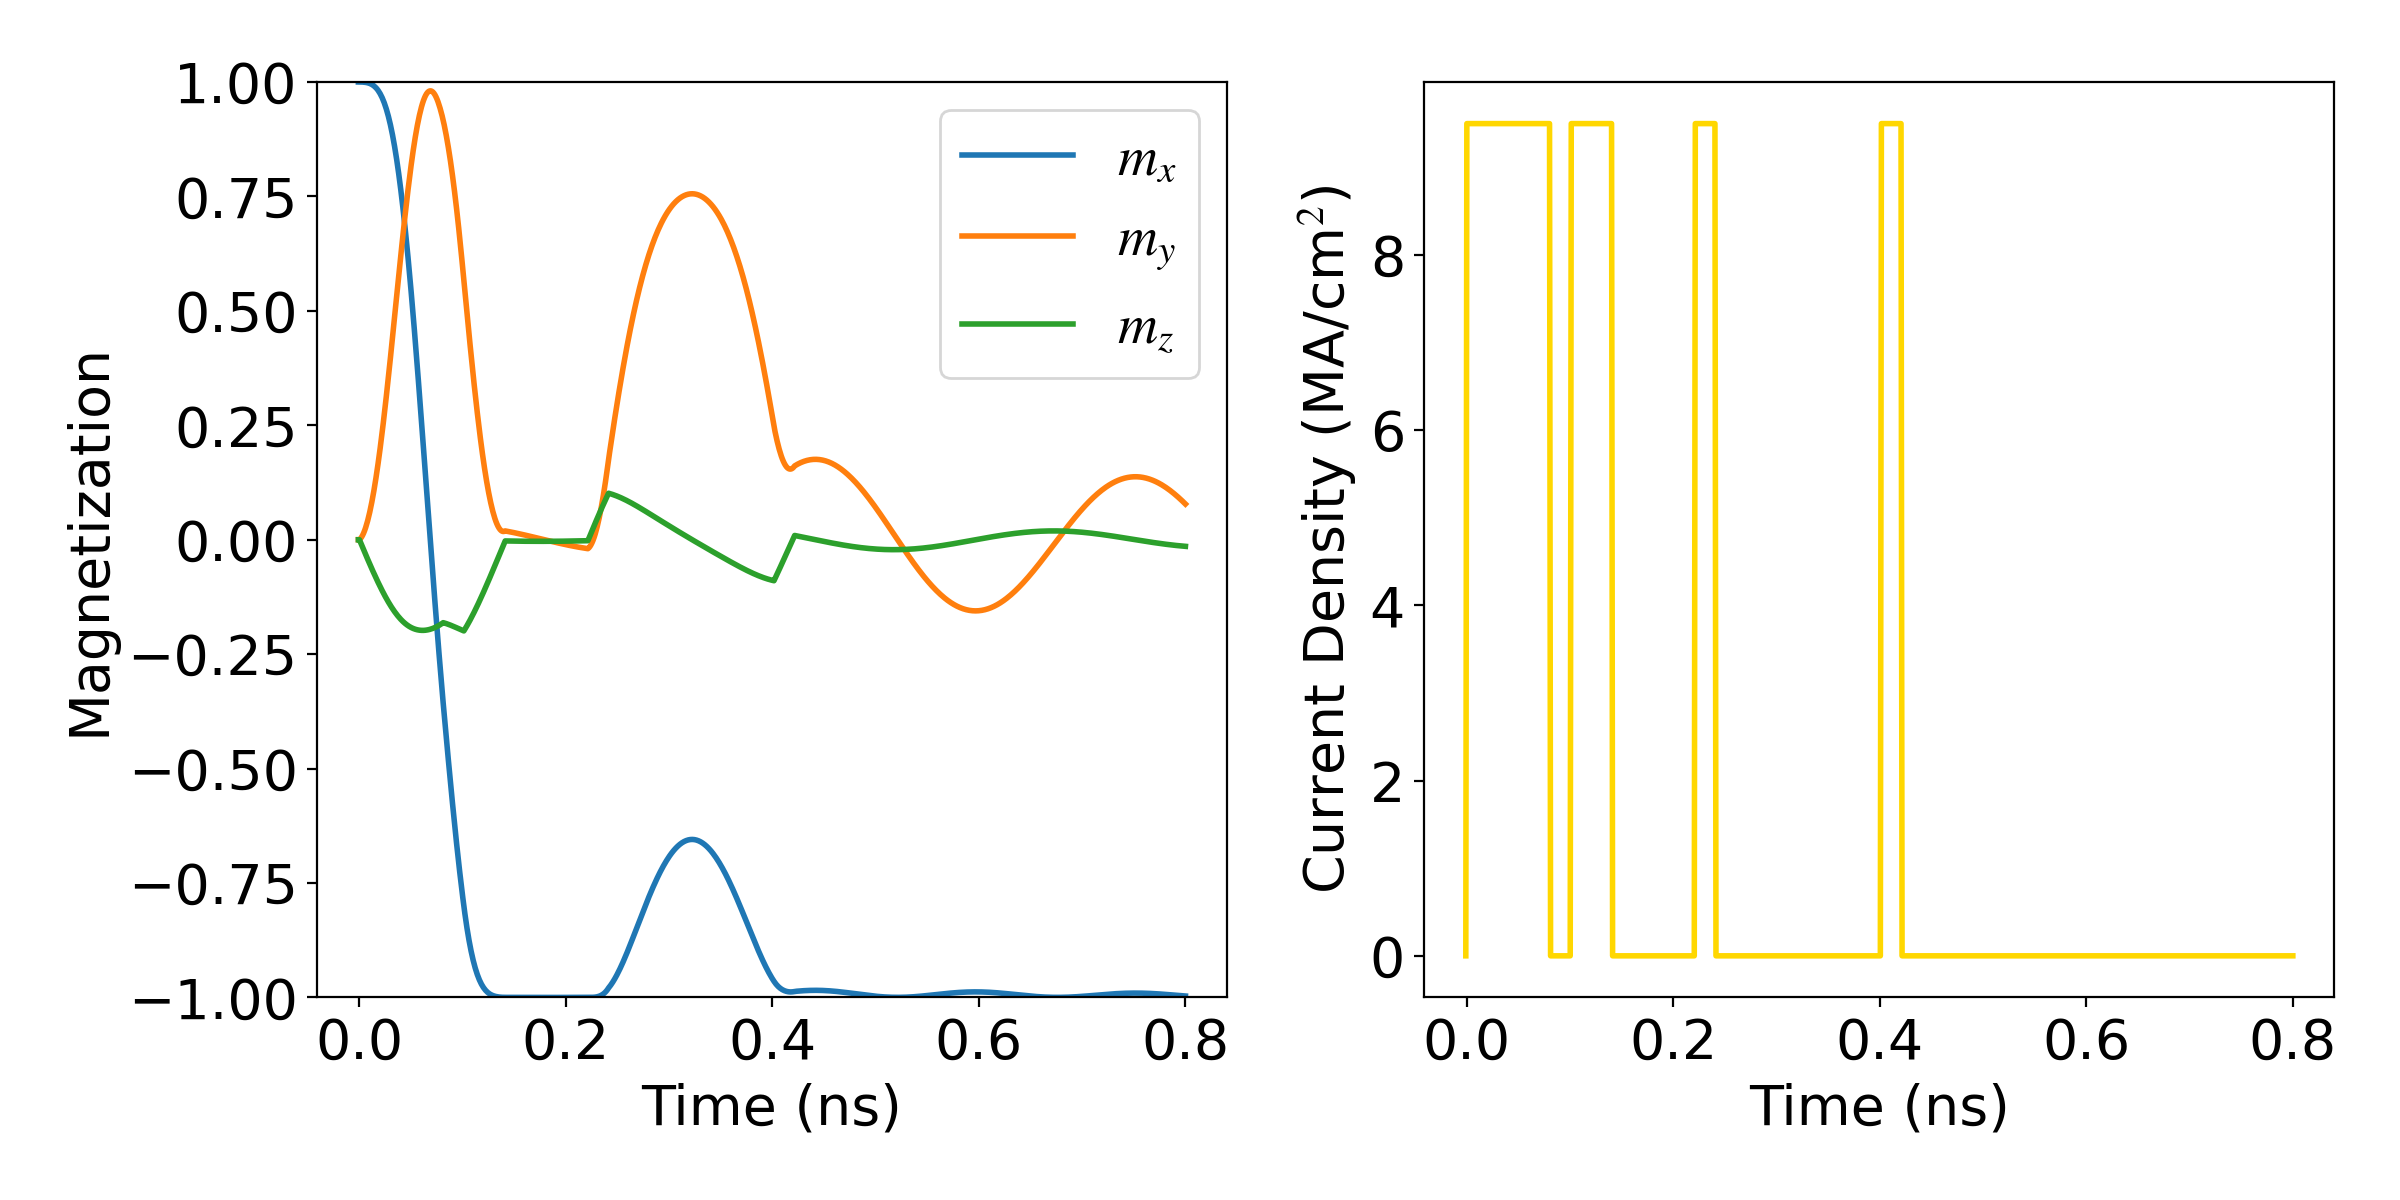 1.00
0.75
0.50
0.25
0.00
−0.25
−0.50
−0.75
−1.00
Magnetization
0.0 0.2 0.4 0.6 0.8
Time (ns)
m_x
m_y
m_z
8
6
4
2
0
Current Density (MA/cm²)
0.0 0.2 0.4 0.6 0.8
Time (ns)